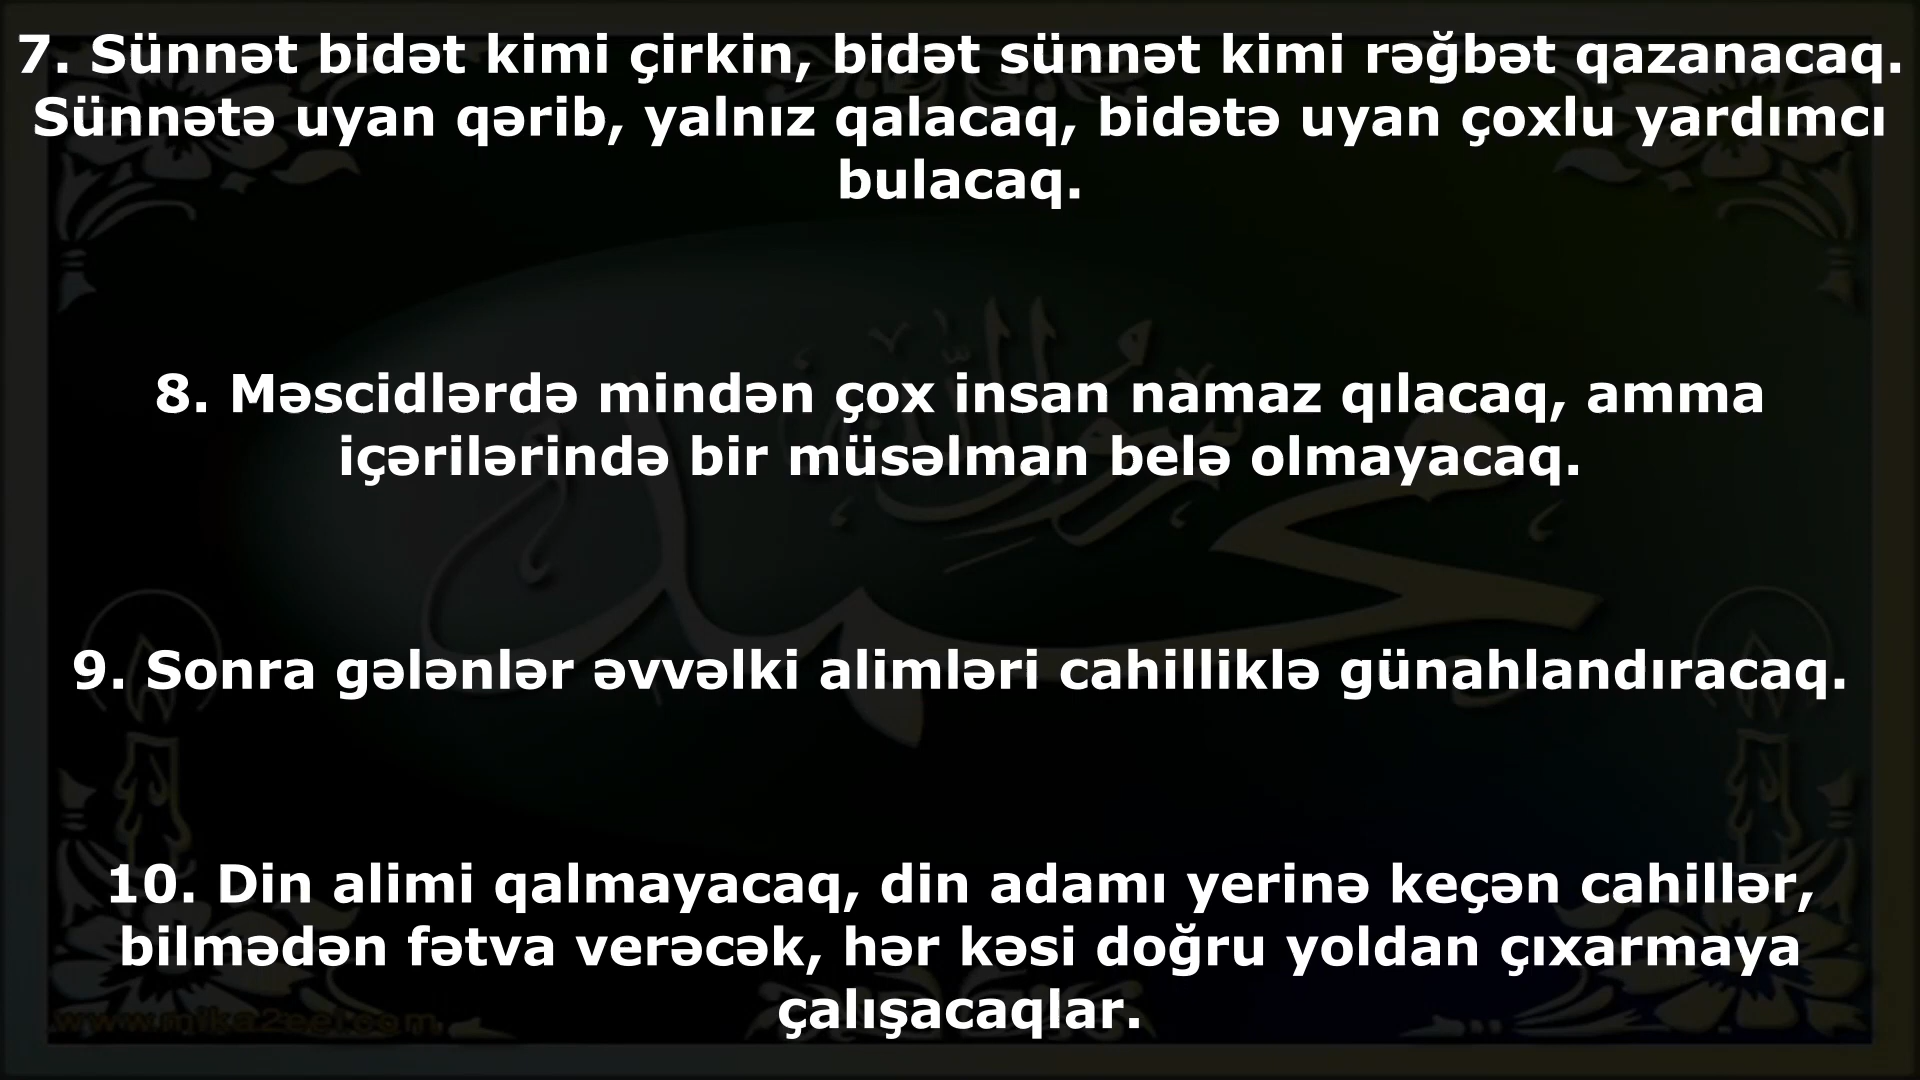 7. Sünnət bidət kimi çirkin, bidət sünnət kimi rəğbət qazanacaq.
Sünnətə uyan qərib, yalnız qalacaq, bidətə uyan çoxlu yardımcı
bulacaq.
8. Məscidlərdə mindən çox insan namaz qılacaq, amma
içərilərində bir müsəlman belə olmayacaq.
9. Sonra gələnlər əvvəlki alimləri cahilliklə günahlandıracaq.
10. Din alimi qalmayacaq, din adamı yerinə keçən cahillər,
bilmədən fətva verəcək, hər kəsi doğru yoldan çıxarmaya
çalışacaqlar.
محمد رسول الله